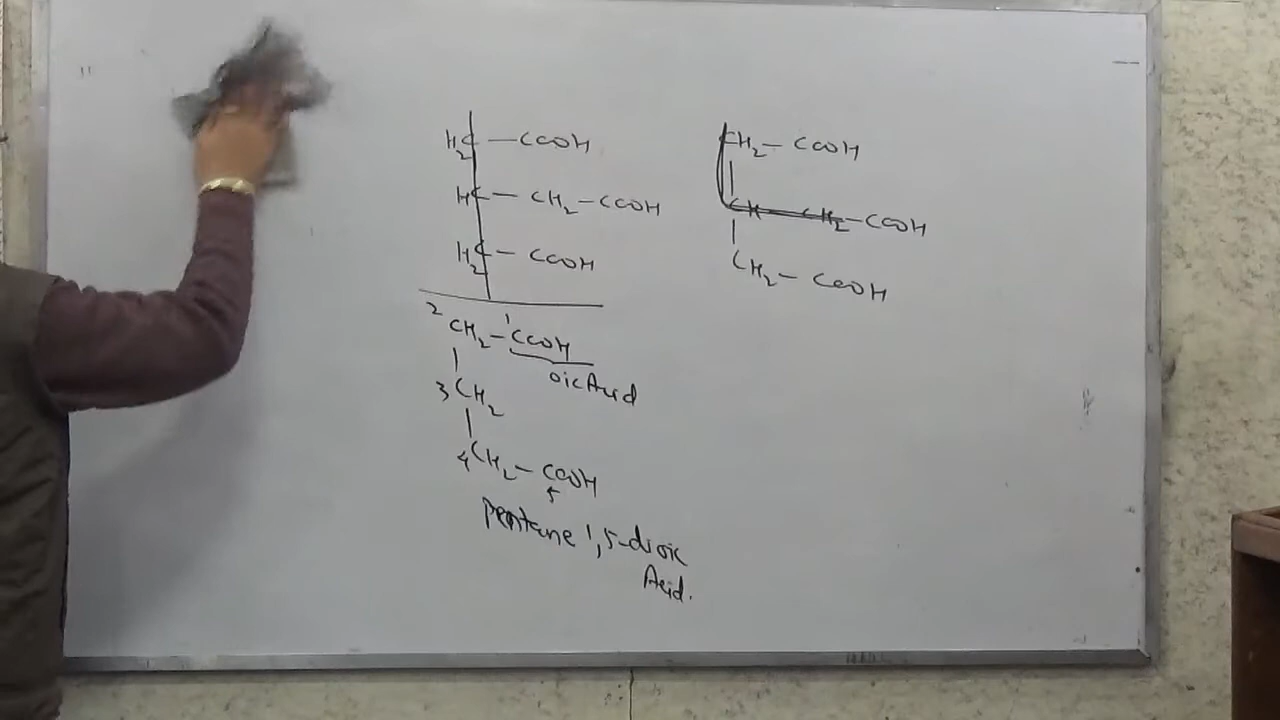 H₂C — COOH
HC — CH₂ — COOH
H₂C — COOH
CH₂ — COOH
CH — CH₂ — COOH
CH₂ — COOH
2 CH₂ — 1 COOH
oic Acid
3 CH₂
4 CH₂ — COOH
5
Pentane 1,5-dioic
Acid.